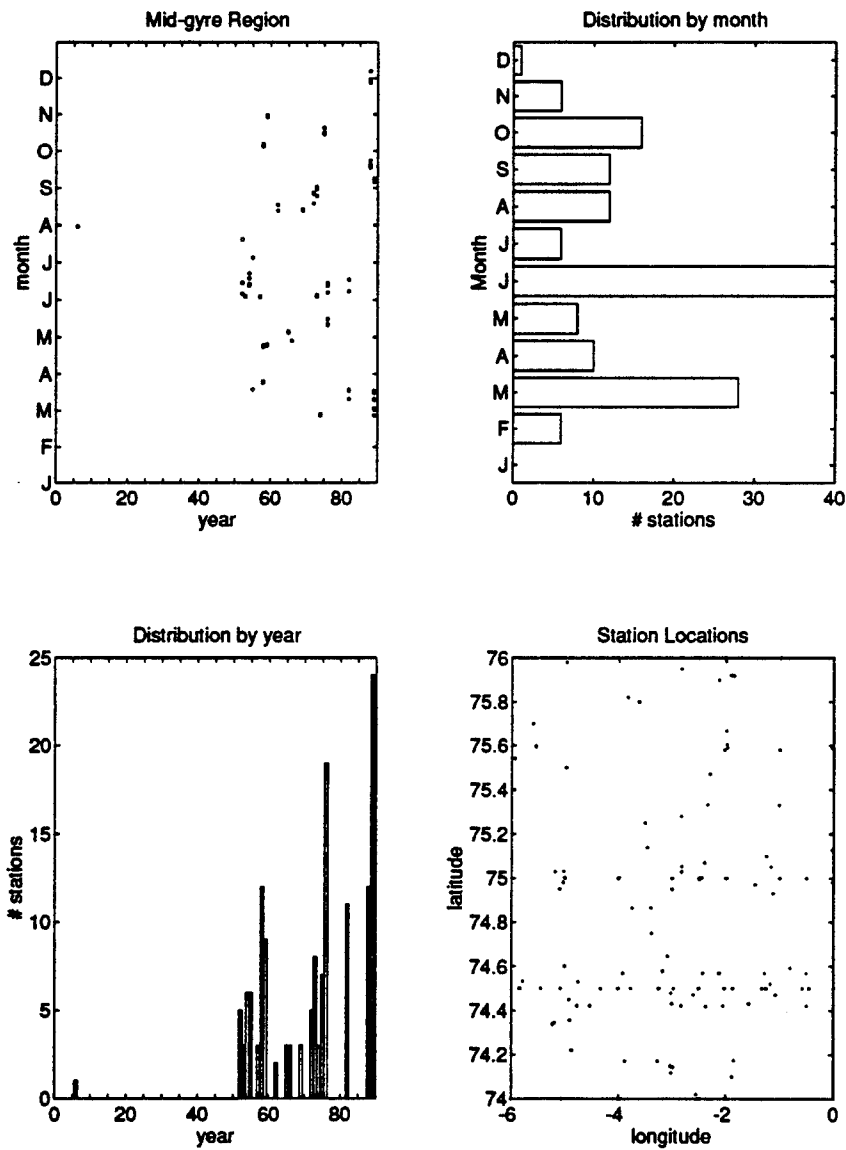 Mid-gyre Region
D
N
O
S
A
J
J
M
A
M
F
J
month
0 20 40 60 80
year
Distribution by month
D
N
O
S
A
J
J
M
A
M
F
J
Month
0 10 20 30 40
# stations
Distribution by year
25
20
15
10
5
0
# stations
0 20 40 60 80
year
Station Locations
76
75.8
75.6
75.4
75.2
75
74.8
74.6
74.4
74.2
74
latitude
-6 -4 -2 0
longitude